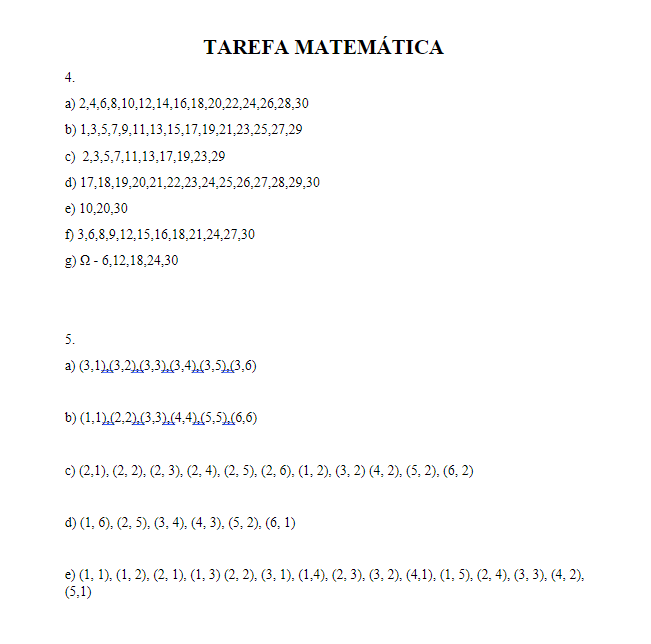 TAREFA MATEMÁTICA
4.
a) 2,4,6,8,10,12,14,16,18,20,22,24,26,28,30
b) 1,3,5,7,9,11,13,15,17,19,21,23,25,27,29
c) 2,3,5,7,11,13,17,19,23,29
d) 17,18,19,20,21,22,23,24,25,26,27,28,29,30
e) 10,20,30
f) 3,6,8,9,12,15,16,18,21,24,27,30
g) Ω - 6,12,18,24,30
5.
a) (3,1),(3,2),(3,3),(3,4),(3,5),(3,6)
b) (1,1),(2,2),(3,3),(4,4),(5,5),(6,6)
c) (2,1), (2, 2), (2, 3), (2, 4), (2, 5), (2, 6), (1, 2), (3, 2) (4, 2), (5, 2), (6, 2)
d) (1, 6), (2, 5), (3, 4), (4, 3), (5, 2), (6, 1)
e) (1, 1), (1, 2), (2, 1), (1, 3) (2, 2), (3, 1), (1,4), (2, 3), (3, 2), (4,1), (1, 5), (2, 4), (3, 3), (4, 2),
(5,1)